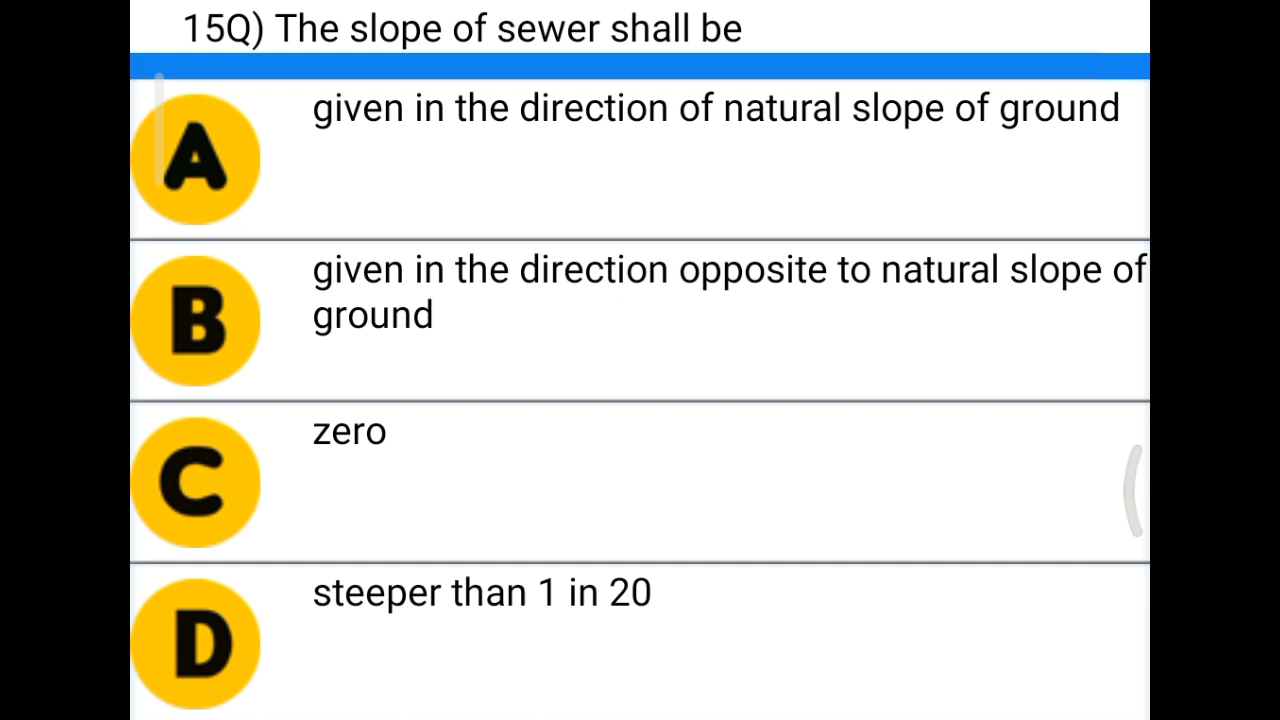 15Q) The slope of sewer shall be
A
given in the direction of natural slope of ground
B
given in the direction opposite to natural slope of
ground
C
zero
D
steeper than 1 in 20